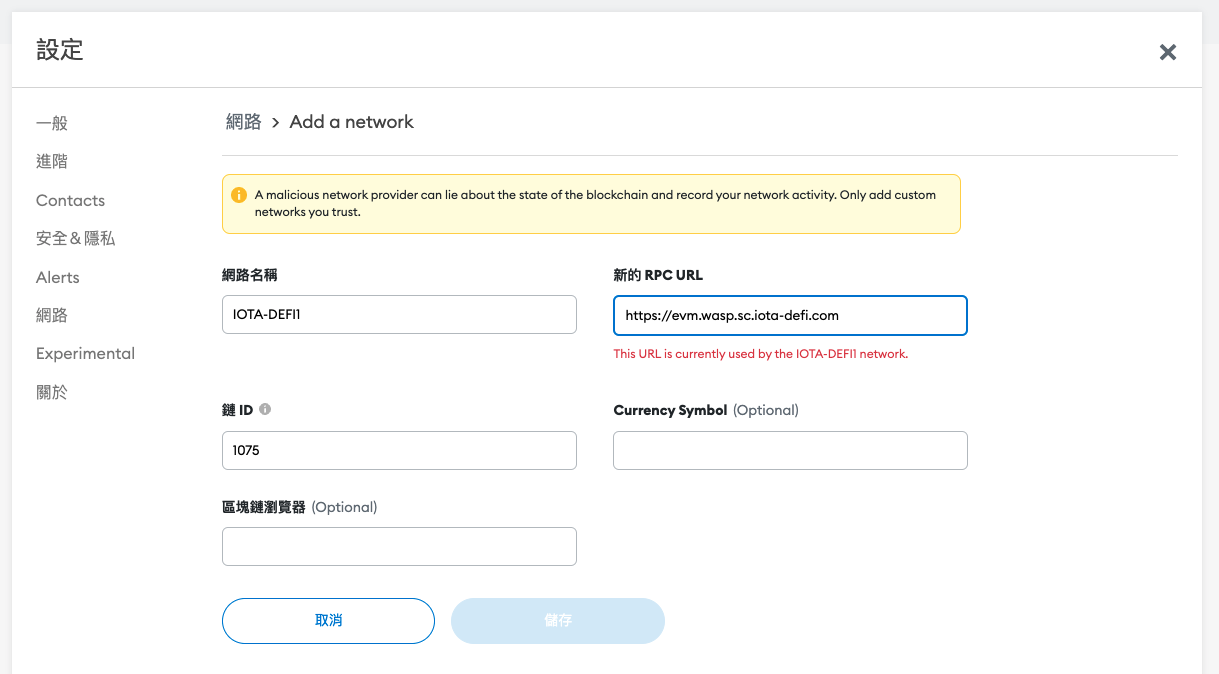 設定
一般
進階
Contacts
安全＆隱私
Alerts
網路
Experimental
關於
網路 > Add a network
A malicious network provider can lie about the state of the blockchain and record your network activity. Only add custom
networks you trust.
網路名稱
IOTA-DEFI1
新的 RPC URL
https://evm.wasp.sc.iota-defi.com
This URL is currently used by the IOTA-DEFI1 network.
鏈 ID
1075
Currency Symbol (Optional)
區塊鏈瀏覽器 (Optional)
取消
儲存